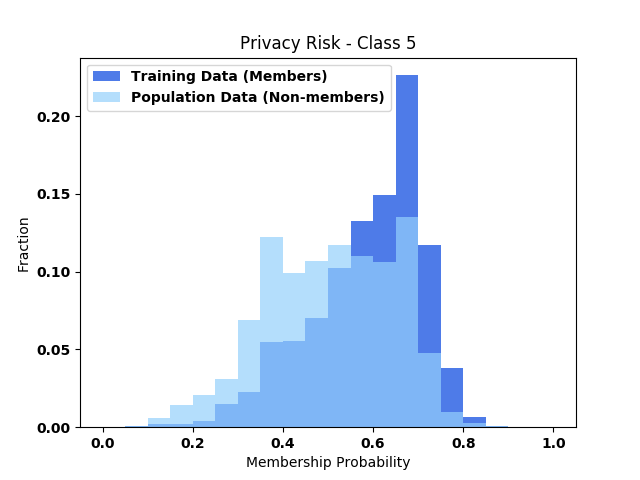 Privacy Risk - Class 5
Training Data (Members)
Population Data (Non-members)
0.20
0.15
0.10
0.05
0.00
Fraction
0.0 0.2 0.4 0.6 0.8 1.0
Membership Probability